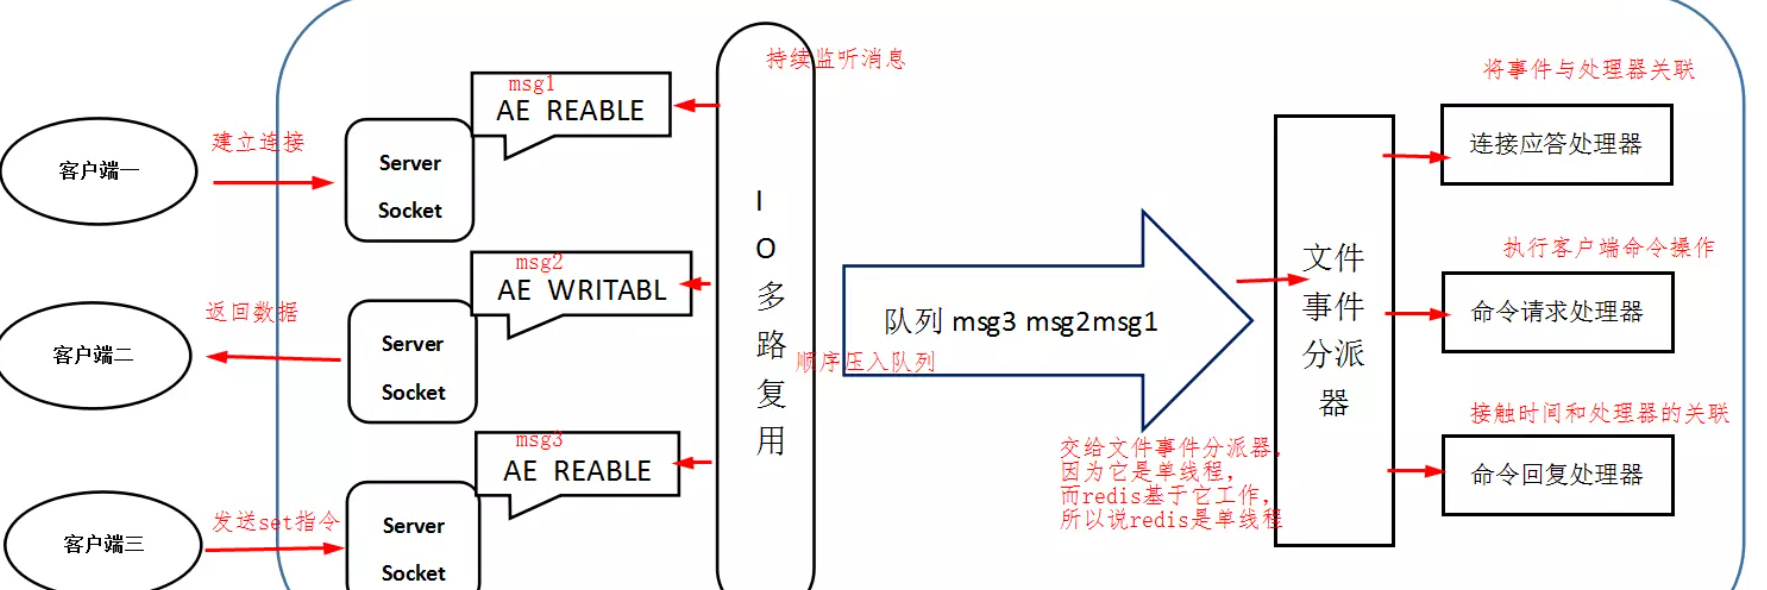 客户端一
建立连接
Server
Socket
msg1
AE REABLE
客户端二
返回数据
Server
Socket
msg2
AE WRITABL
客户端三
发送set指令
Server
Socket
msg3
AE REABLE
持续监听消息
I
O
多
路
复
用
队列 msg3 msg2msg1
顺序压入队列
交给文件事件分派器,
因为它是单线程,
而redis基于它工作,
所以说redis是单线程
文件
事件
分派
器
将事件与处理器关联
连接应答处理器
执行客户端命令操作
命令请求处理器
接触时间和处理器的关联
命令回复处理器